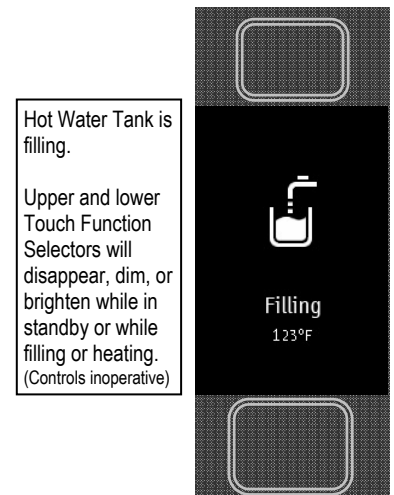 Hot Water Tank is
filling.
Upper and lower
Touch Function
Selectors will
disappear, dim, or
brighten while in
standby or while
filling or heating.
(Controls inoperative)
Filling
123°F